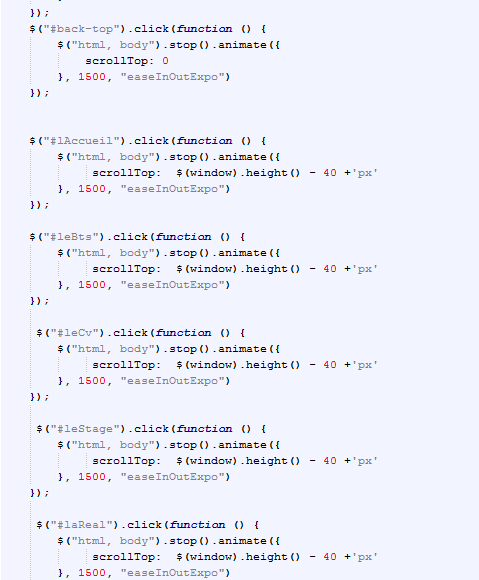 });
$("#back-top").click(function () {
$("html, body").stop().animate({
scrollTop: 0
}, 1500, "easeInOutExpo")
});
$("#lAccueil").click(function () {
$("html, body").stop().animate({
scrollTop:  $(window).height() - 40 +'px'
}, 1500, "easeInOutExpo")
});
$("#leBts").click(function () {
$("html, body").stop().animate({
scrollTop:  $(window).height() - 40 +'px'
}, 1500, "easeInOutExpo")
});
$("#leCv").click(function () {
$("html, body").stop().animate({
scrollTop:  $(window).height() - 40 +'px'
}, 1500, "easeInOutExpo")
});
$("#leStage").click(function () {
$("html, body").stop().animate({
scrollTop:  $(window).height() - 40 +'px'
}, 1500, "easeInOutExpo")
});
$("#laReal").click(function () {
$("html, body").stop().animate({
scrollTop:  $(window).height() - 40 +'px'
}, 1500, "easeInOutExpo")